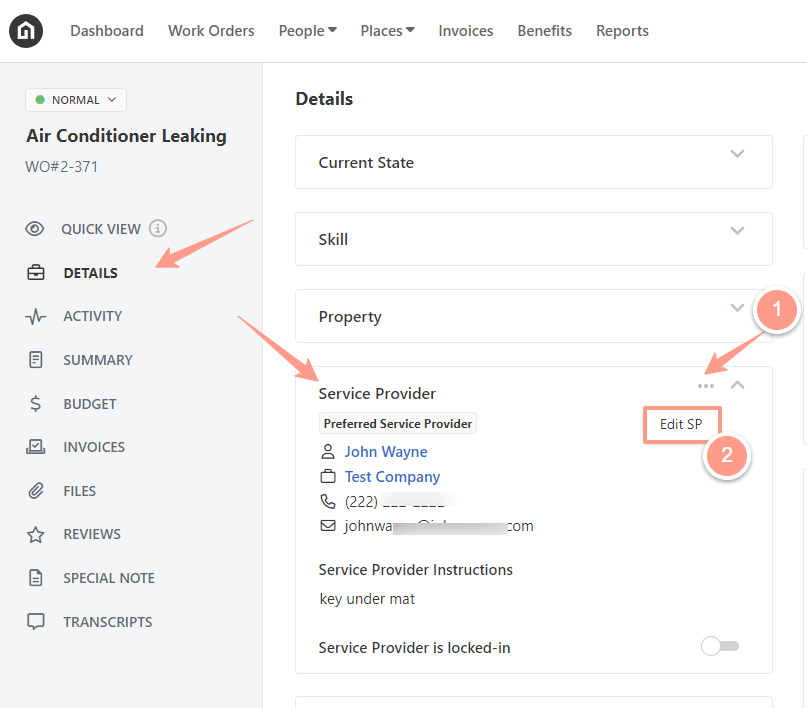 Dashboard Work Orders People Places Invoices Benefits Reports
NORMAL
Air Conditioner Leaking
WO#2-371
QUICK VIEW
DETAILS
ACTIVITY
SUMMARY
BUDGET
INVOICES
FILES
REVIEWS
SPECIAL NOTE
TRANSCRIPTS
Details
Current State
Skill
Property
1
Service Provider
Preferred Service Provider
Edit SP
2
John Wayne
Test Company
(222)
johnwa com
Service Provider Instructions
key under mat
Service Provider is locked-in